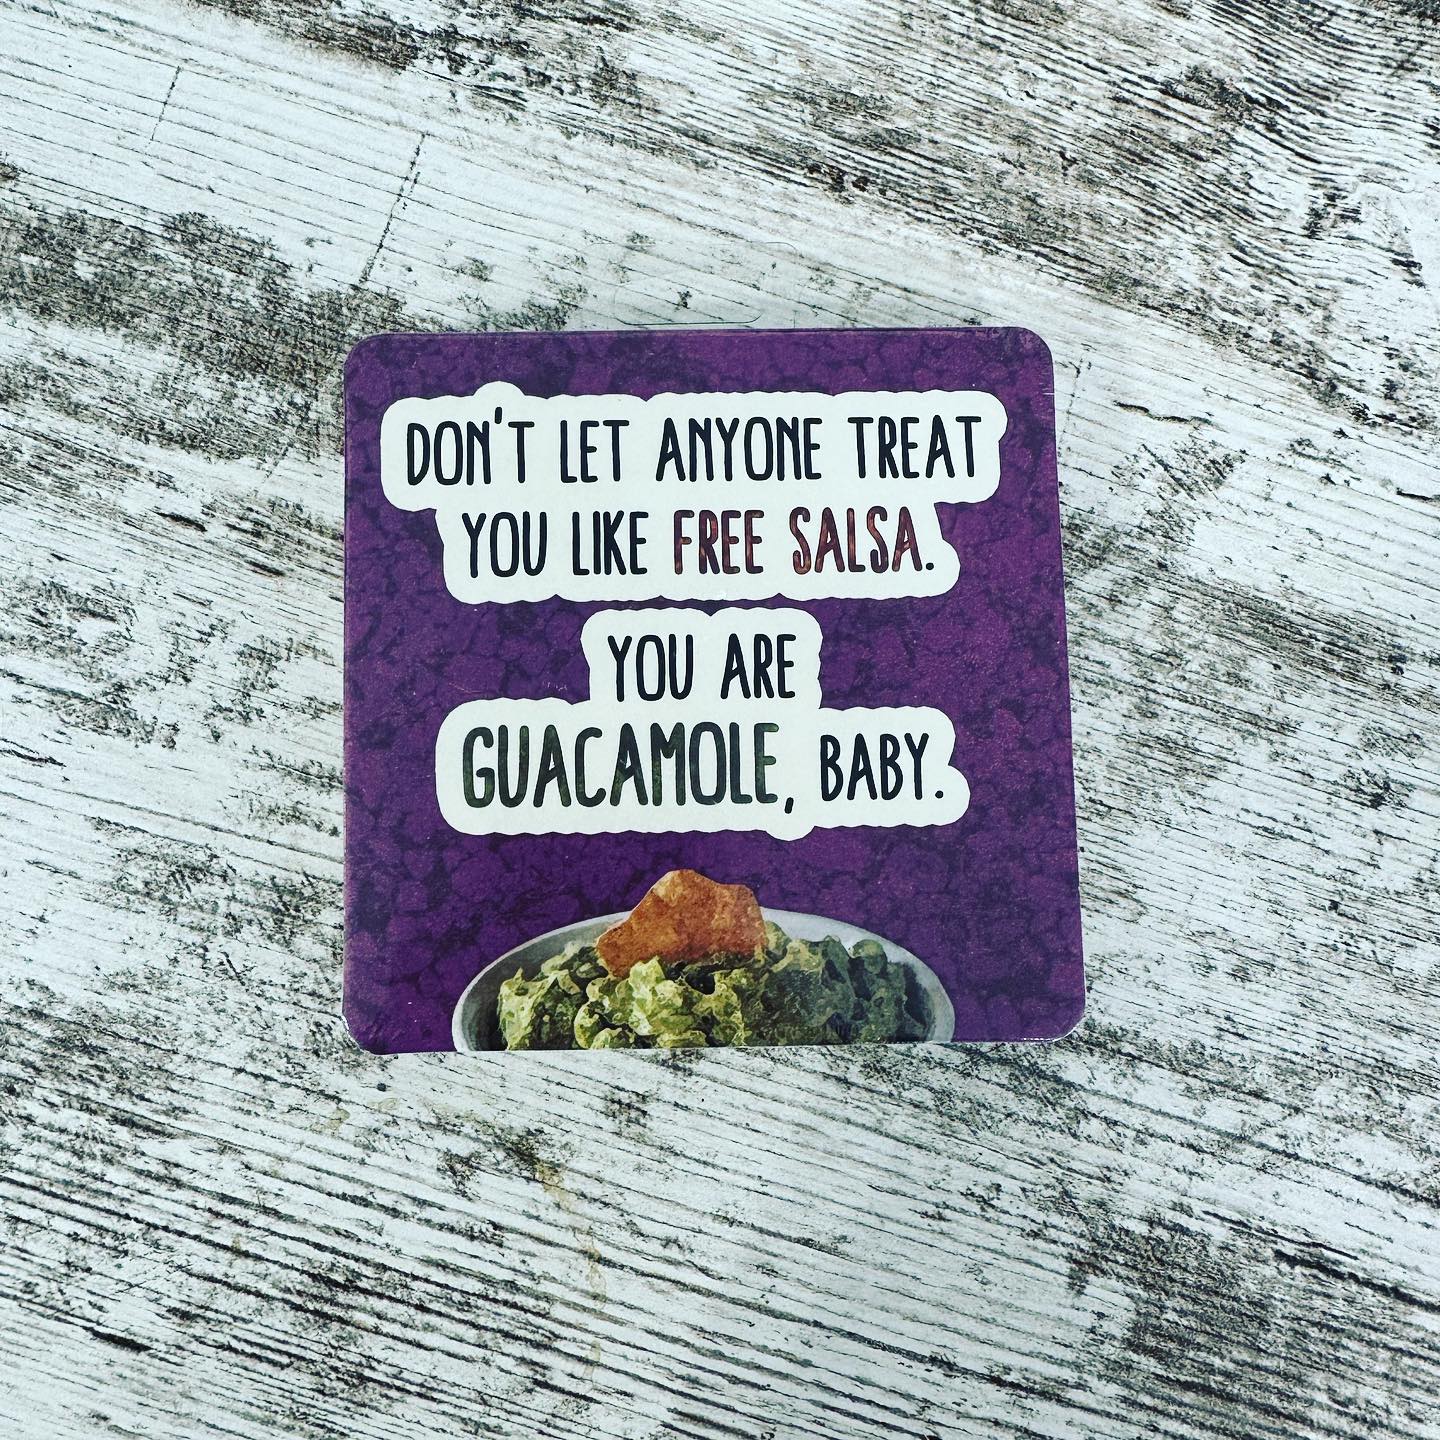 DON'T LET ANYONE TREAT
YOU LIKE FREE SALSA.
YOU ARE
GUACAMOLE, BABY.